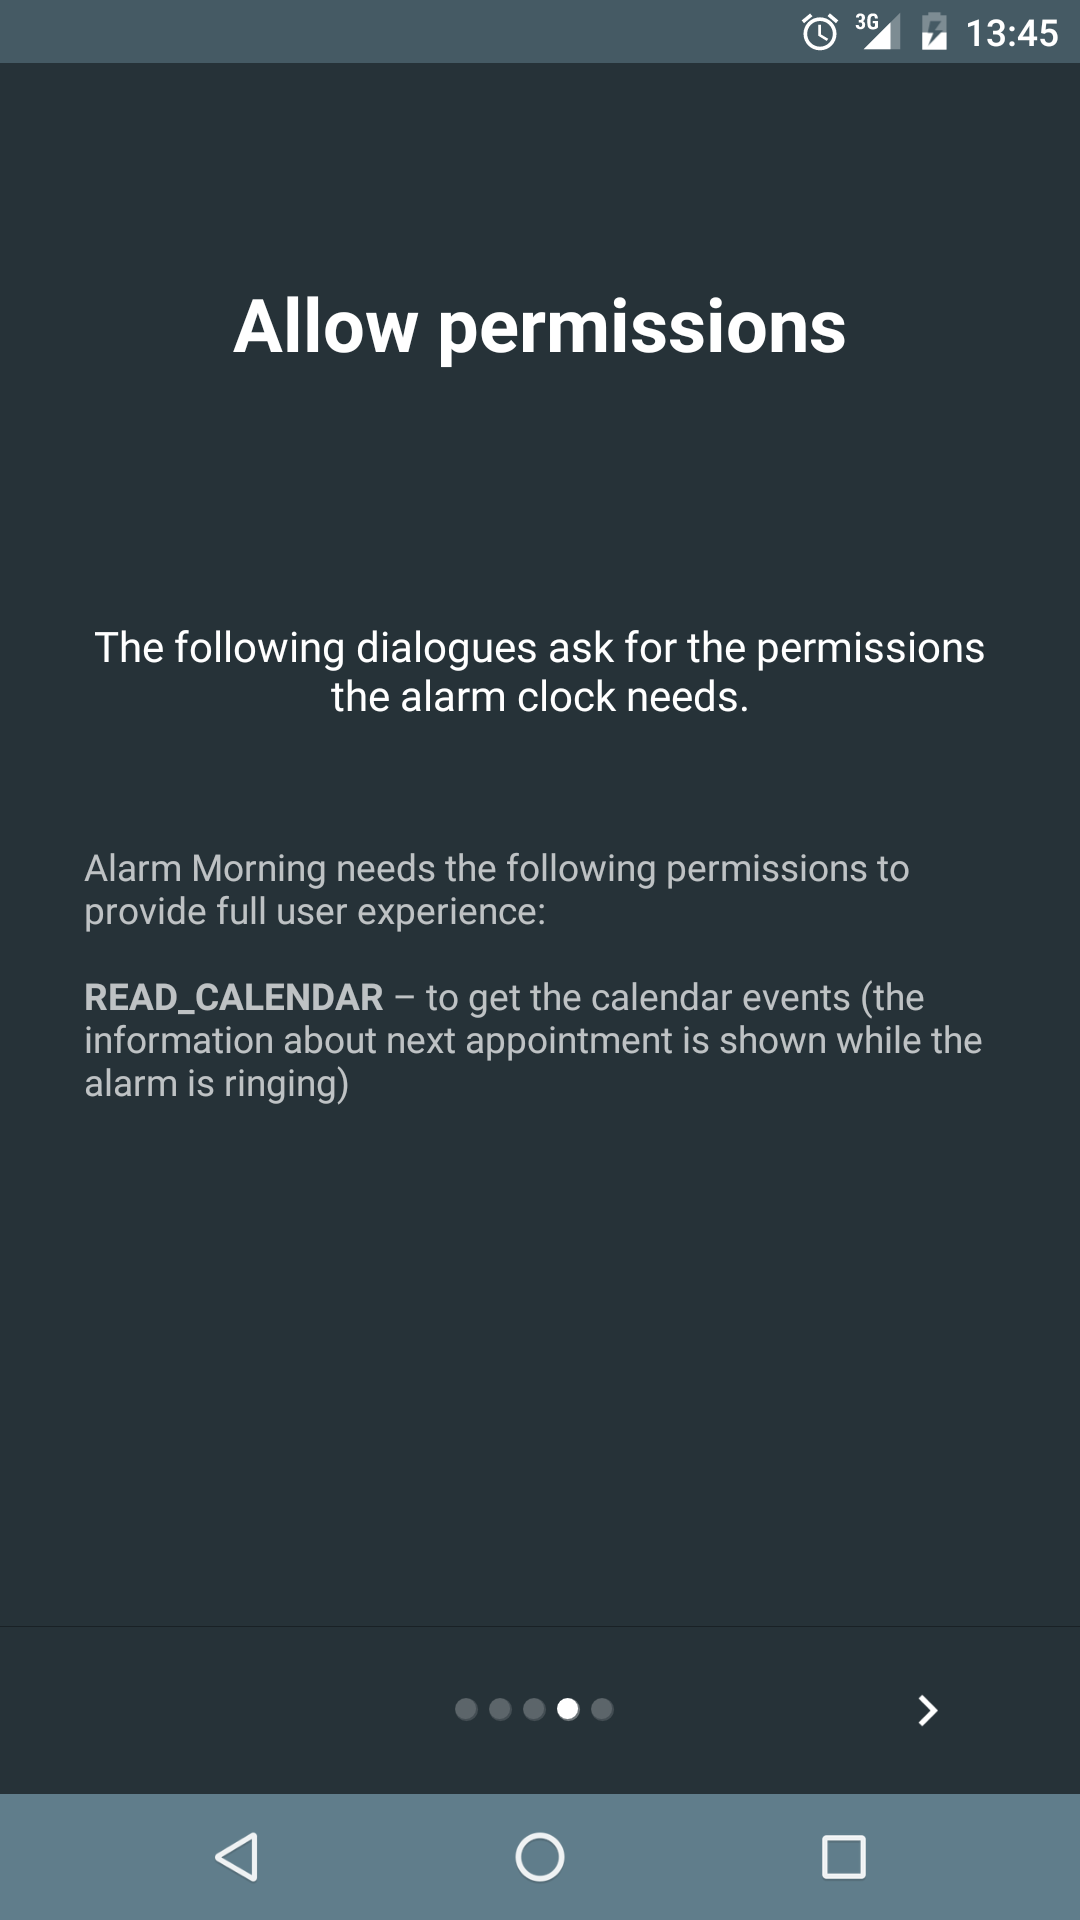 3G 13:45
Allow permissions
The following dialogues ask for the permissions
the alarm clock needs.
Alarm Morning needs the following permissions to
provide full user experience:
READ_CALENDAR – to get the calendar events (the
information about next appointment is shown while the
alarm is ringing)